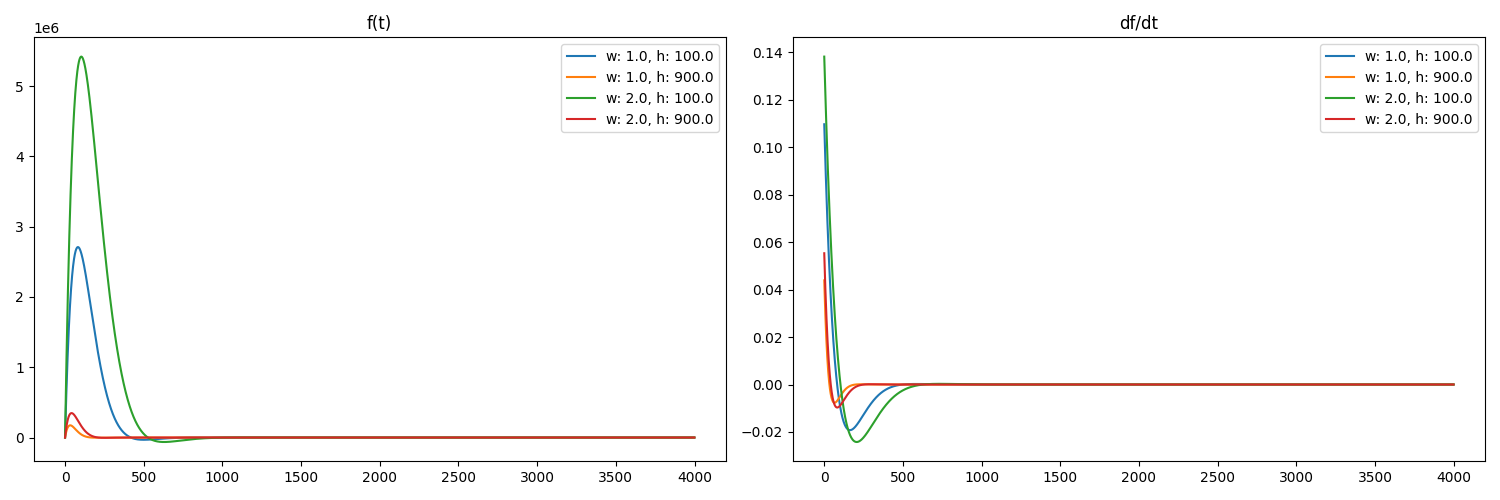 f(t)
1e6
w: 1.0, h: 100.0
w: 1.0, h: 900.0
w: 2.0, h: 100.0
w: 2.0, h: 900.0
5
4
3
2
1
0
0 500 1000 1500 2000 2500 3000 3500 4000
df/dt
w: 1.0, h: 100.0
w: 1.0, h: 900.0
w: 2.0, h: 100.0
w: 2.0, h: 900.0
0.14
0.12
0.10
0.08
0.06
0.04
0.02
0.00
−0.02
0 500 1000 1500 2000 2500 3000 3500 4000